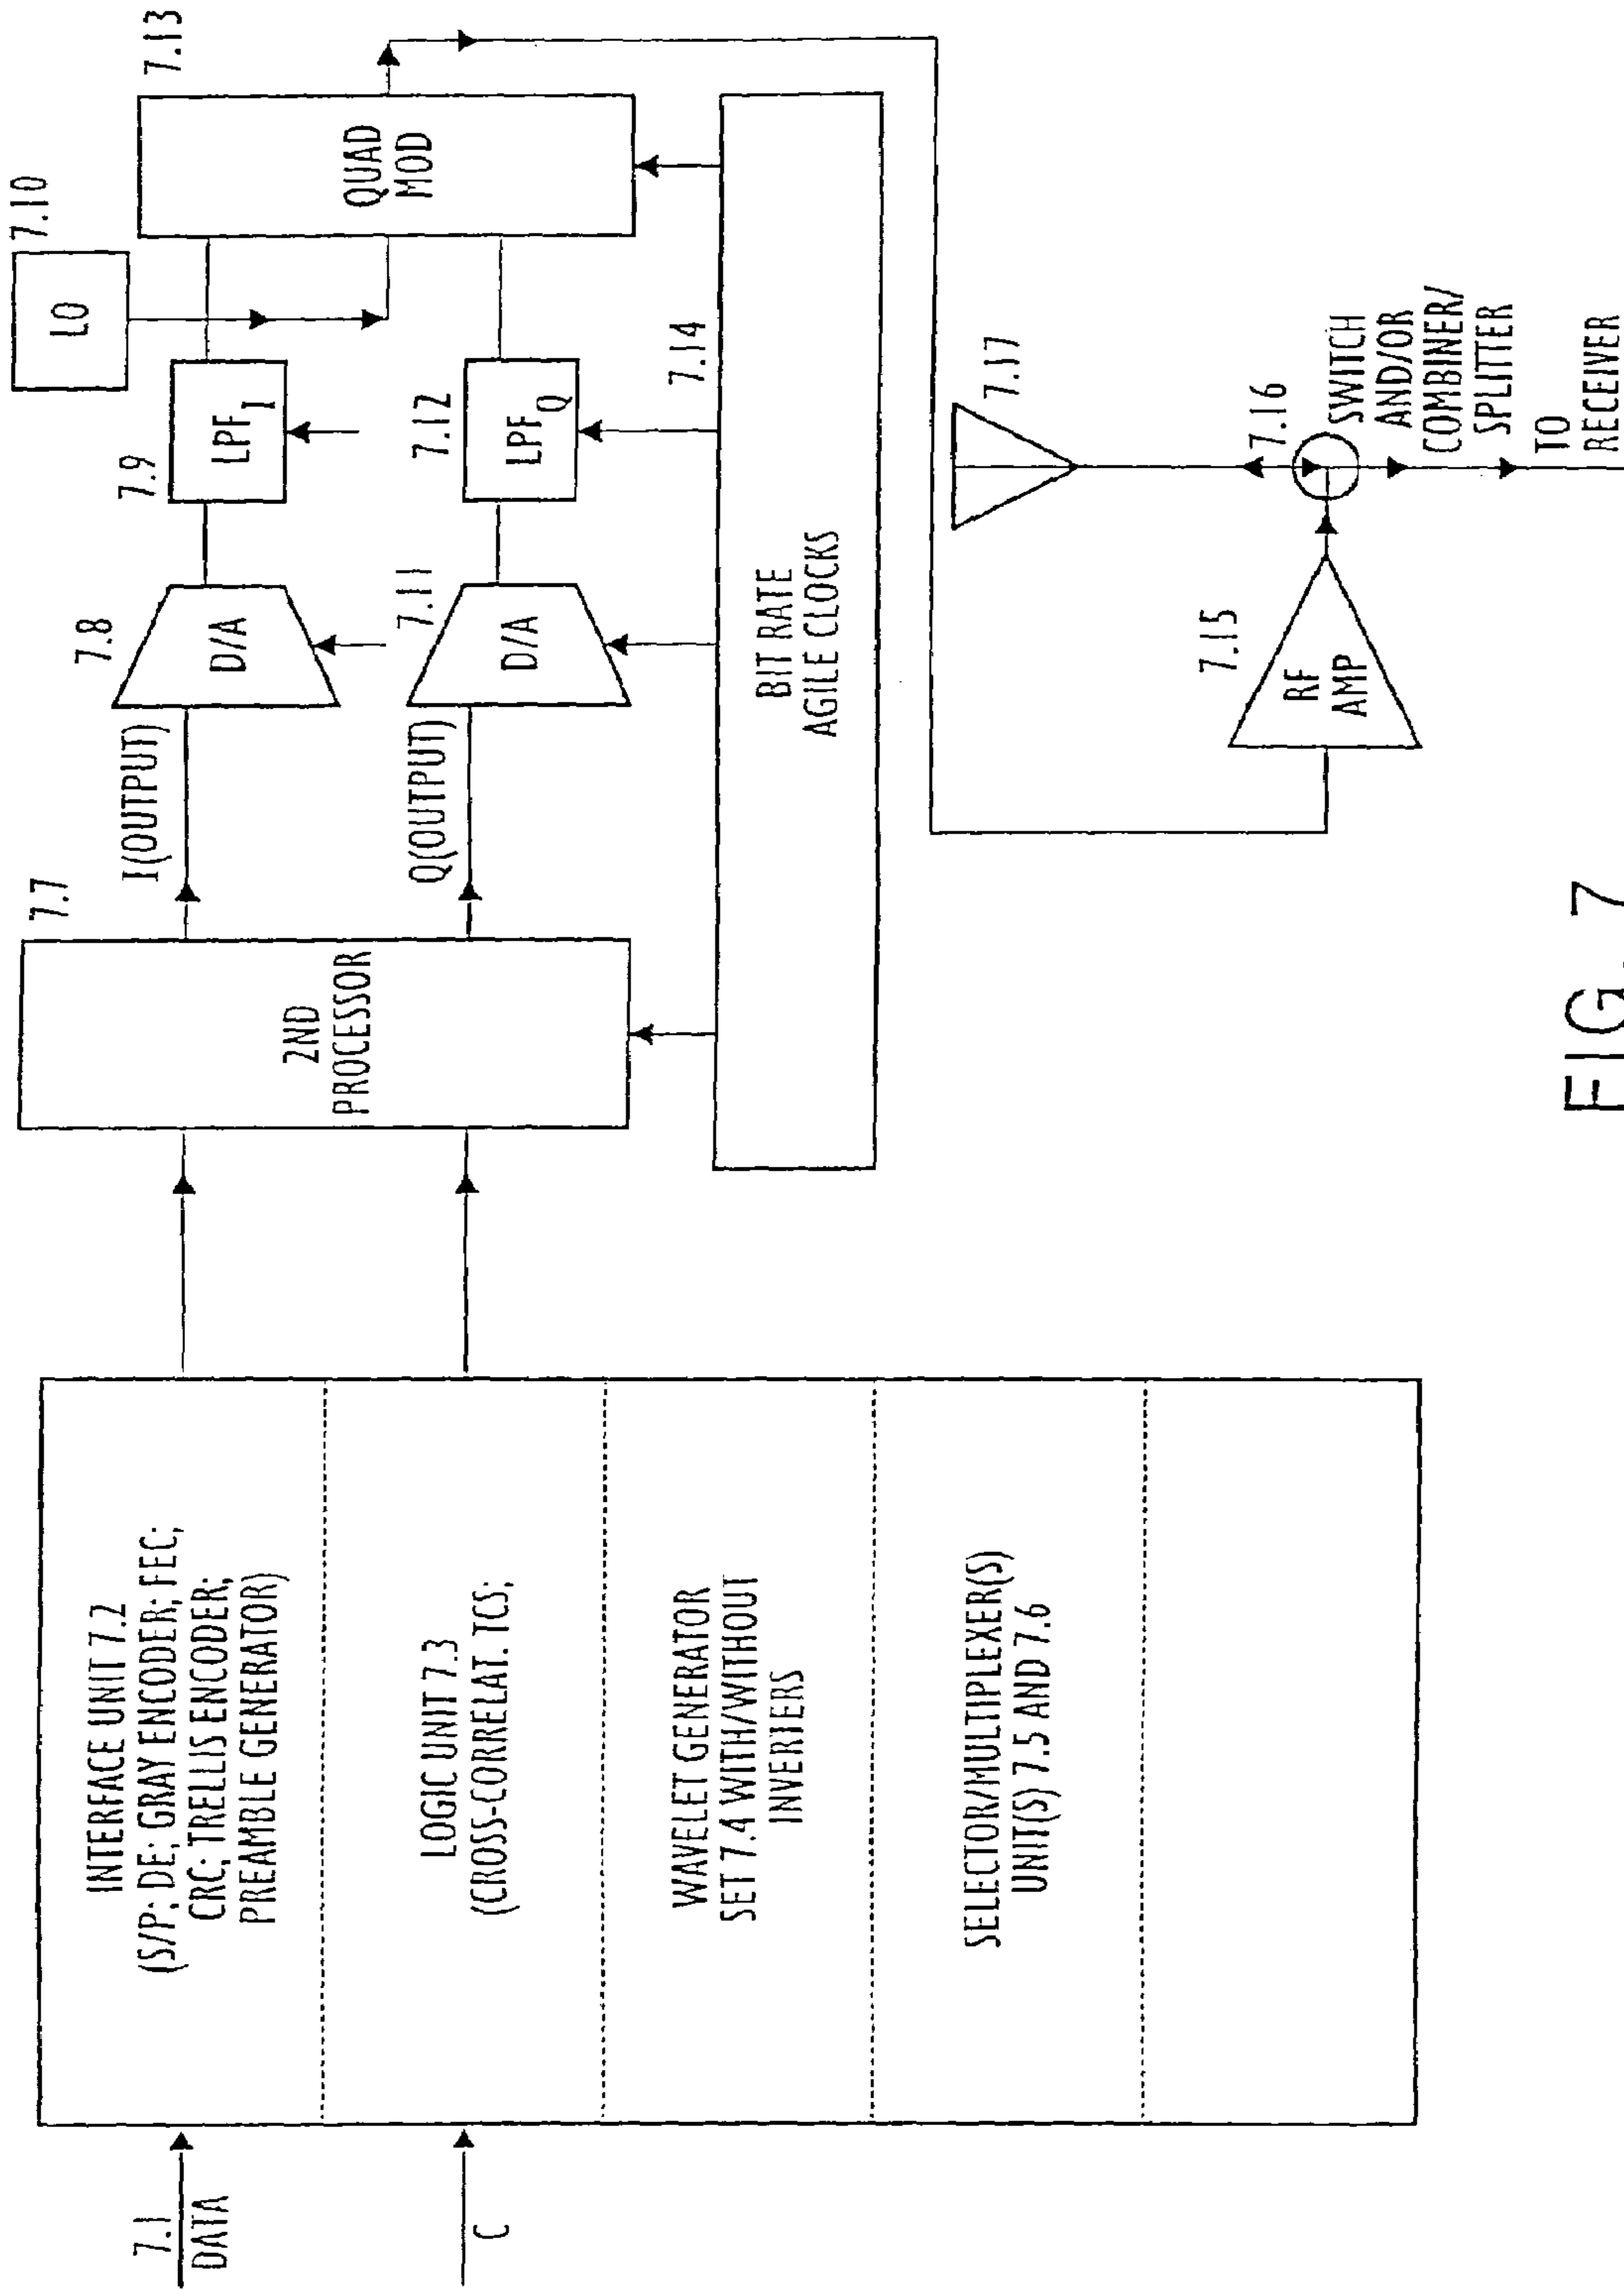 7.1
DATA
C
INTERFACE UNIT 7.2
(S/P; DE; GRAY ENCODER; FEC;
CRC; TRELLIS ENCODER;
PREAMBLE GENERATOR)
LOGIC UNIT 7.3
(CROSS-CORRELAT. TCS;
WAVELET GENERATOR
SET 7.4 WITH/WITHOUT
INVERIERS
SELECTOR/MULTIPLEXER(S)
UNIT(S) 7.5 AND 7.6
7.7
2ND
PROCESSOR
I(OUTPUT)
Q(OUTPUT)
7.8
D/A
7.11
D/A
7.9
LPF I
7.12
LPF Q
7.10
LO
7.13
QUAD
MOD
7.14
BIT RATE
AGILE CLOCKS
7.15
RF
AMP
7.17
7.16
SWITCH
AND/OR
COMBINER/
SPLITTER
TO
RECEIVER
FIG. 7